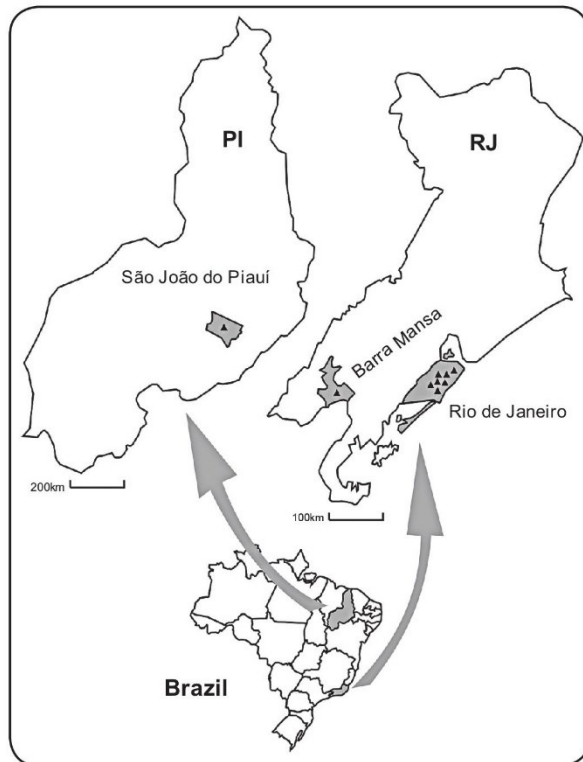 PI
RJ
São João do Piauí
Barra Mansa
Rio de Janeiro
200km
100km
Brazil